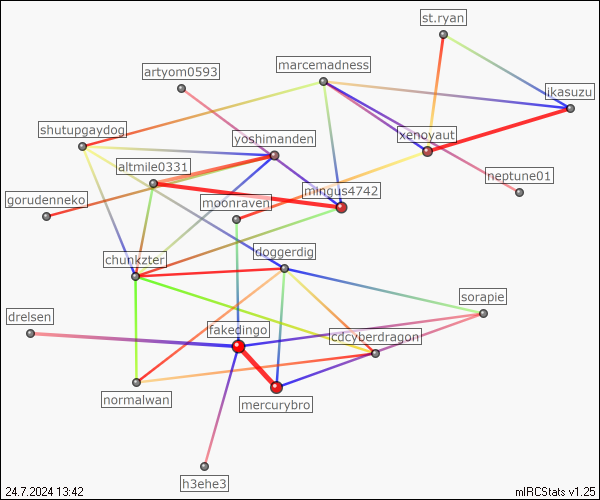 st.ryan
marcemadness
artyom0593
ikasuzu
shutupgaydog
yoshimanden
xenoyaut
altmile0331
neptune01
mingus4742
gorudenneko
moonraven
chunkzter
doggerdig
sorapie
drelsen
fakedingo
cdcyberdragon
normalwan
mercurybro
h3ehe3
24.7.2024 13:42
mIRCStats v1.25